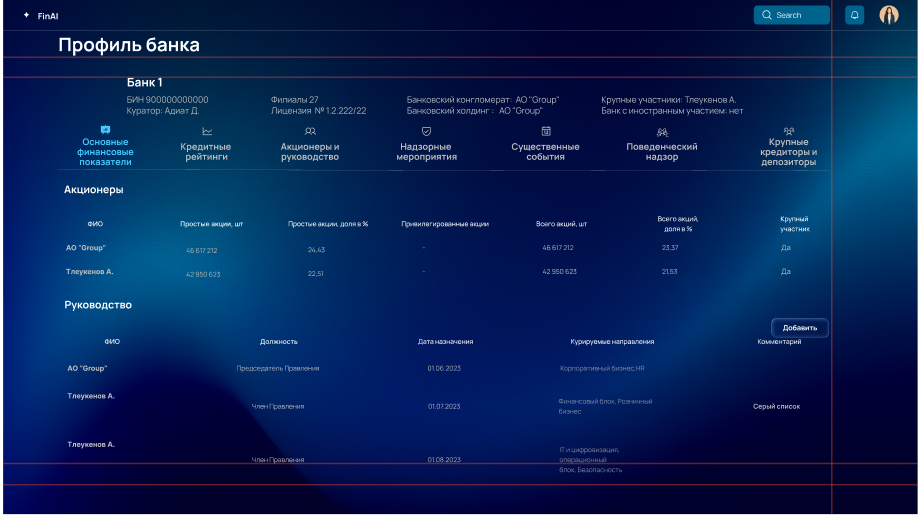 FinAI
Search
Профиль банка
Банк 1
БИН 900000000000
Филиалы 27
Банковский конгломерат: АО "Group"
Крупные участники: Тлеукенов А.
Куратор: Адиат Д.
Лицензия № 1.2.222/22
Банковский холдинг : АО "Group"
Банк с иностранным участием: нет
Основные
финансовые
показатели
Кредитные
рейтинги
Акционеры и
руководство
Надзорные
мероприятия
Существенные
события
Поведенческий
надзор
Крупные
кредиторы и
депозиторы
Акционеры
ФИО
Простые акции, шт
Простые акции, доля в %
Привилегированные акции
Всего акций, шт
Всего акций,
доля в %
Крупный
участник
АО "Group"
46 617 212
24,43
-
46 617 212
23,37
Да
Тлеукенов А.
42 950 623
22,51
-
42 950 623
21,53
Да
Руководство
Добавить
ФИО
Должность
Дата назначения
Курируемые направления
Комментарий
АО "Group"
Председатель Правления
01.06.2023
Корпоративный бизнес,HR
Тлеукенов А.
Член Правления
01.07.2023
Финансовый блок, Розничный
бизнес
Серый список
Тлеукенов А.
Член Правления
01.08.2023
IT и цифровизация,
операционный
блок, Безопасность